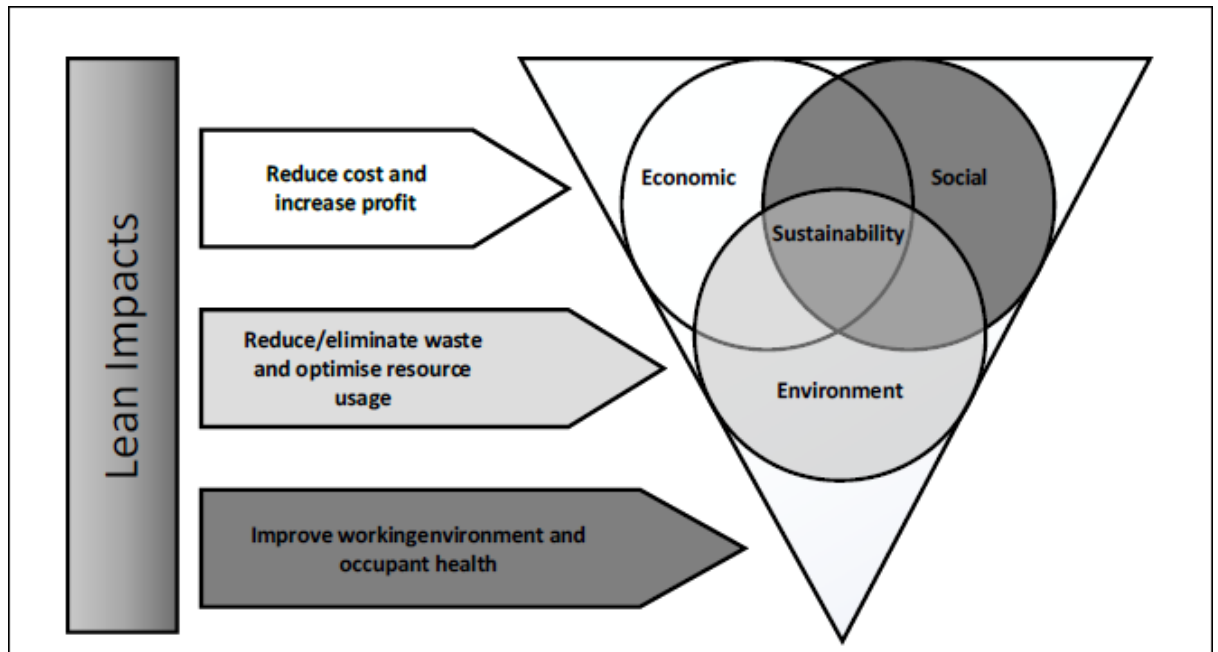 Lean Impacts
Reduce cost and
increase profit
Reduce/eliminate waste
and optimise resource
usage
Improve workingenvironment and
occupant health
Economic
Social
Sustainability
Environment